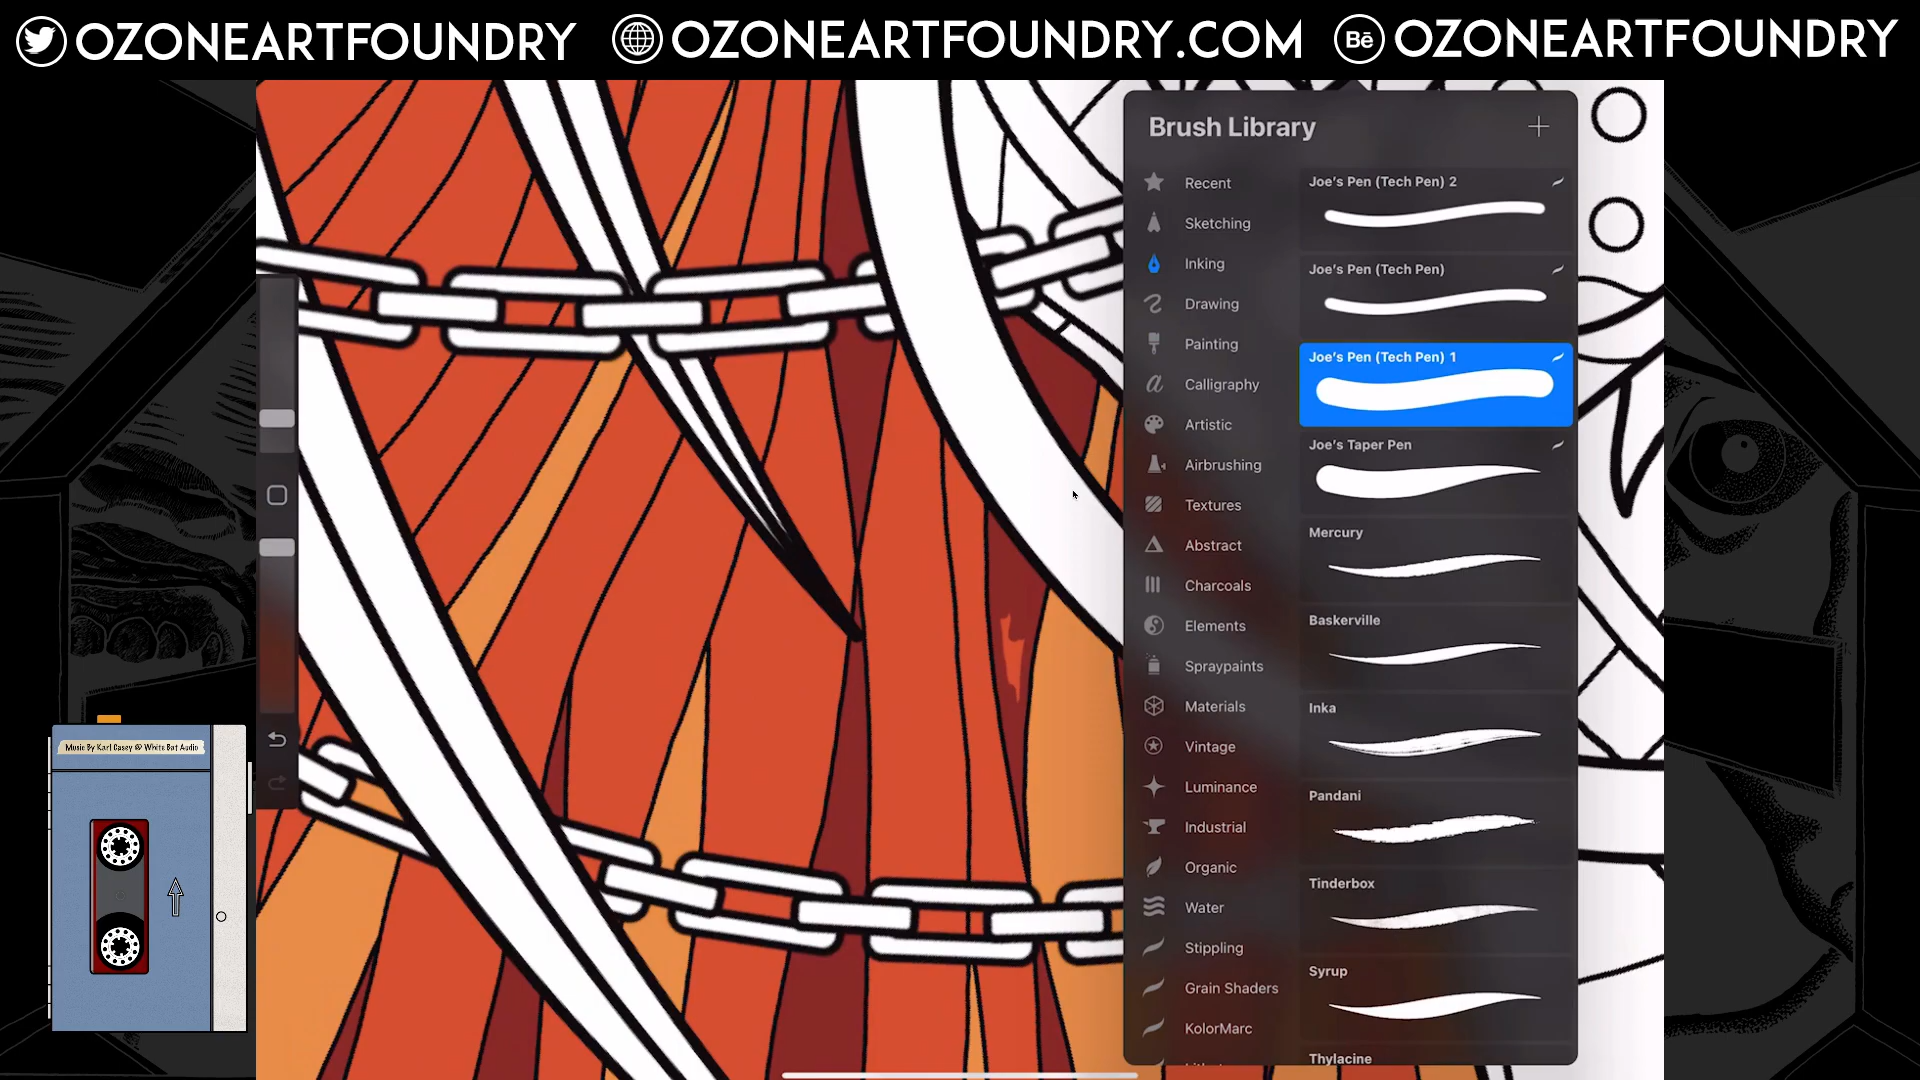 OZONEARTFOUNDRY
OZONEARTFOUNDRY.COM
Bē OZONEARTFOUNDRY
Brush Library
Recent
Sketching
Inking
Drawing
Painting
Calligraphy
Artistic
Airbrushing
Textures
Abstract
Charcoals
Elements
Spraypaints
Materials
Vintage
Luminance
Industrial
Organic
Water
Stippling
Grain Shaders
KolorMarc
Joe's Pen (Tech Pen) 2
Joe's Pen (Tech Pen)
Joe's Pen (Tech Pen) 1
Joe's Taper Pen
Mercury
Baskerville
Inka
Pandani
Tinderbox
Syrup
Thylacine
Music By Karl Casey @ White Bat Audio